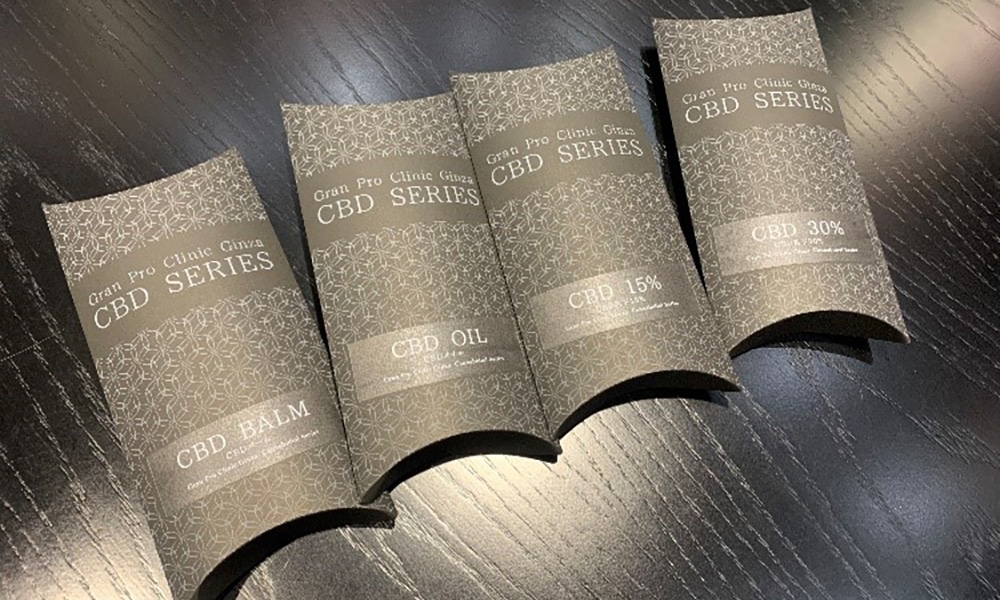 Gran Pro Clinic Ginza
CBD SERIES
CBD BALM
Gran Pro Clinic Ginza
CBD SERIES
CBD OIL
Gran Pro Clinic Ginza
CBD SERIES
CBD 15%
Gran Pro Clinic Ginza
CBD SERIES
CBD 30%